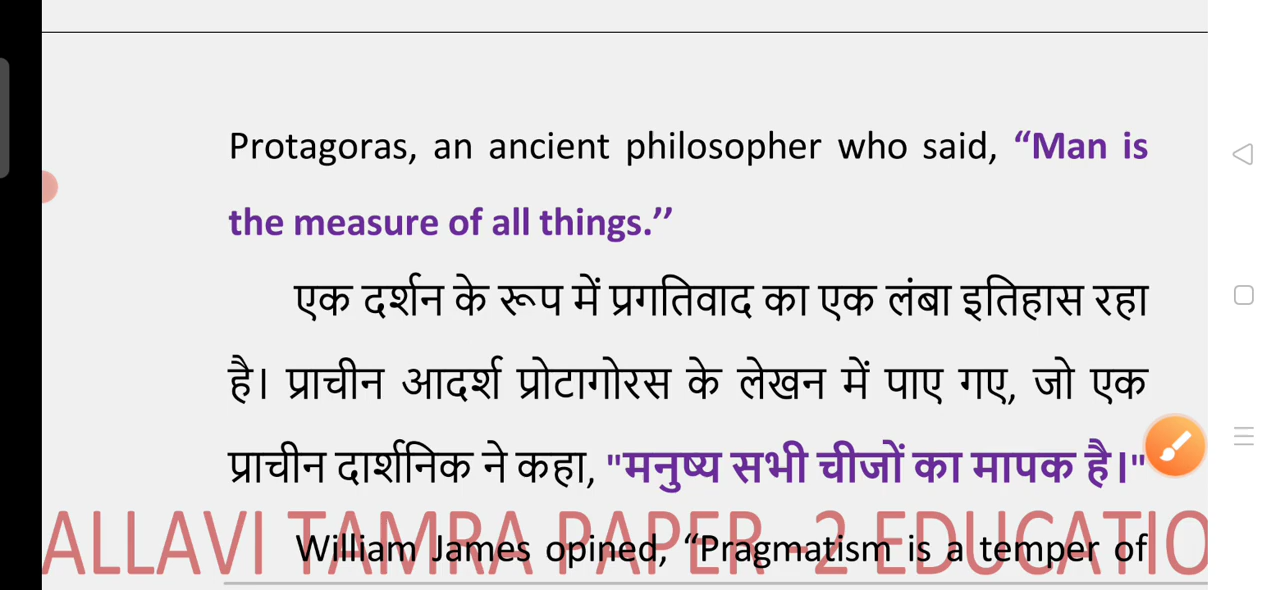 Protagoras, an ancient philosopher who said, “Man is
the measure of all things.’’
एक दर्शन के रूप में प्रगतिवाद का एक लंबा इतिहास रहा
है। प्राचीन आदर्श प्रोटागोरस के लेखन में पाए गए, जो एक
प्राचीन दार्शनिक ने कहा, "मनुष्य सभी चीजों का मापक है।"
ALLAVI TAMRA PAPER -2 EDUCATIO
William James opined, “Pragmatism is a temper of